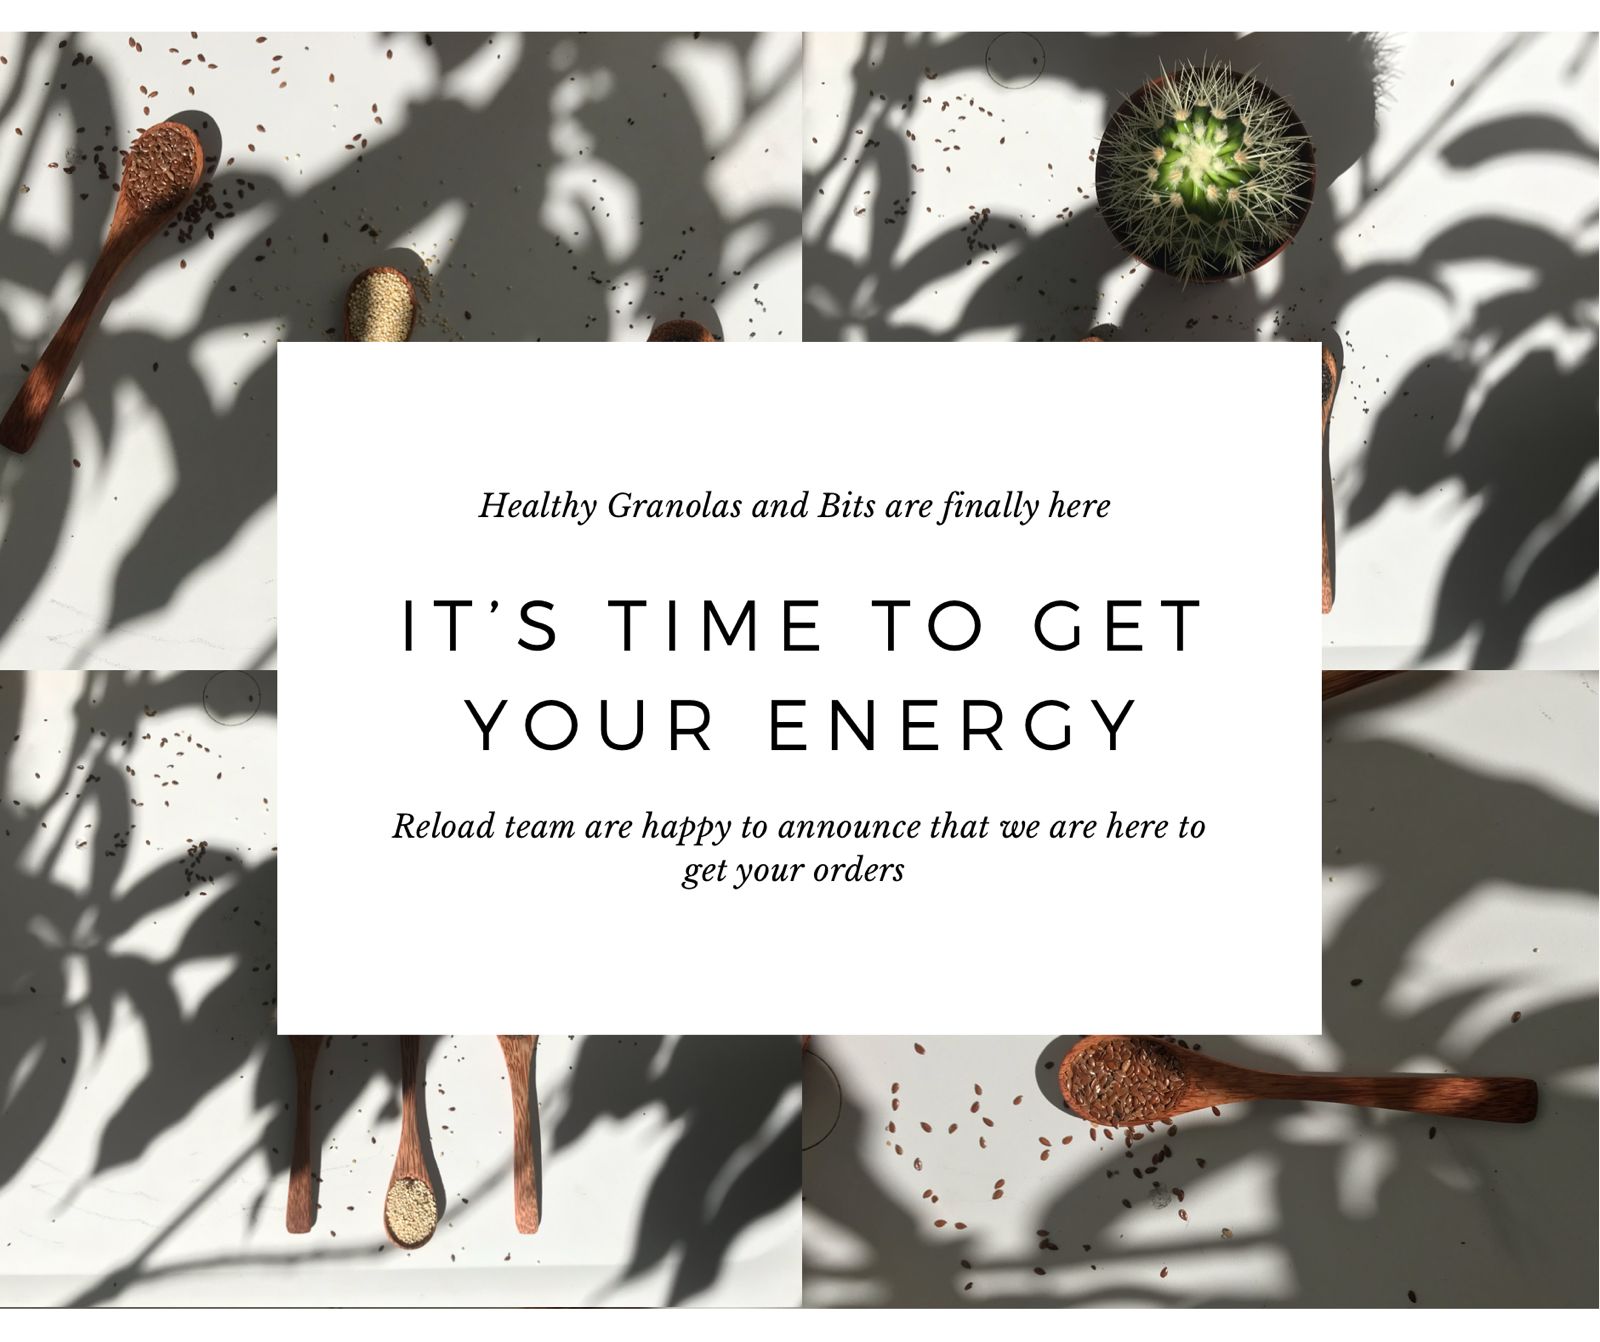 Healthy Granolas and Bits are finally here
IT’S TIME TO GET
YOUR ENERGY
Reload team are happy to announce that we are here to
get your orders